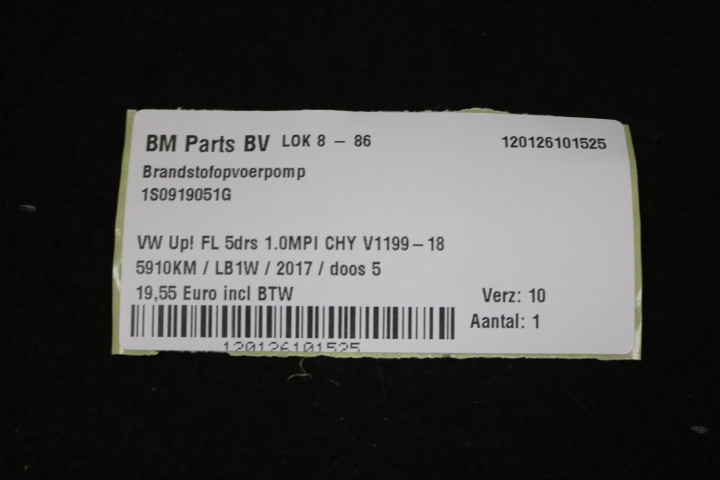 BM Parts BV LOK 8 – 86 120126101525
Brandstofopvoerpomp
1S0919051G
VW Up! FL 5drs 1.0MPI CHY V1199–18
5910KM / LB1W / 2017 / doos 5
19,55 Euro incl BTW Verz: 10
Aantal: 1
120126101525